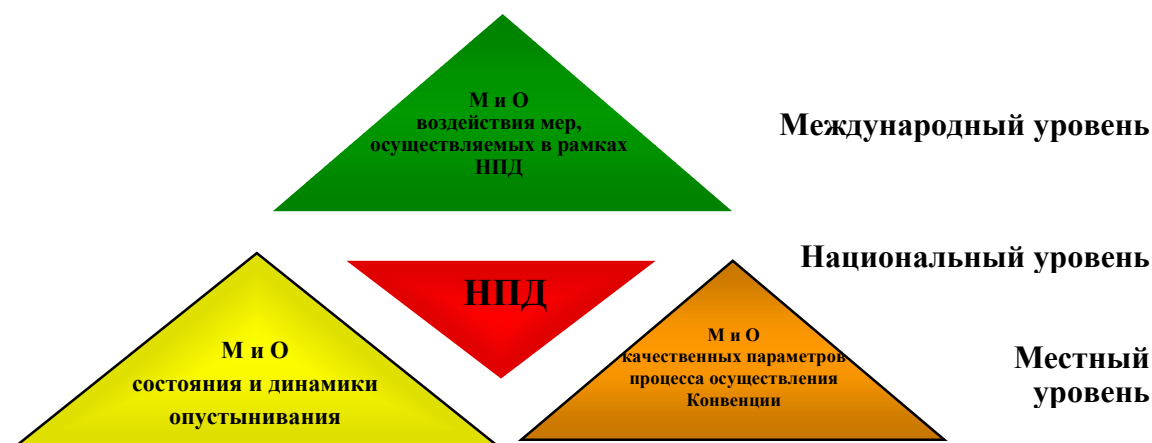 М и О
воздействия мер,
осуществляемых в рамках
НПД
Международный уровень
Национальный уровень
НПД
М и О
состояния и динамики
опустынивания
М и О
качественных параметров
процесса осуществления
Конвенции
Местный
уровень